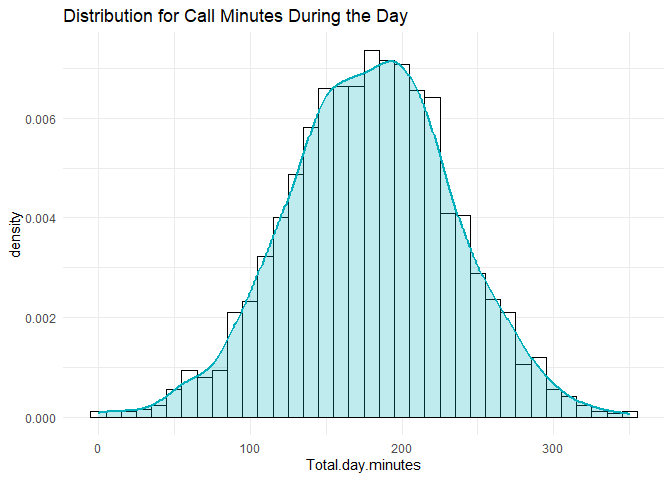 Distribution for Call Minutes During the Day
density
0.006
0.004
0.002
0.000
0 100 200 300
Total.day.minutes